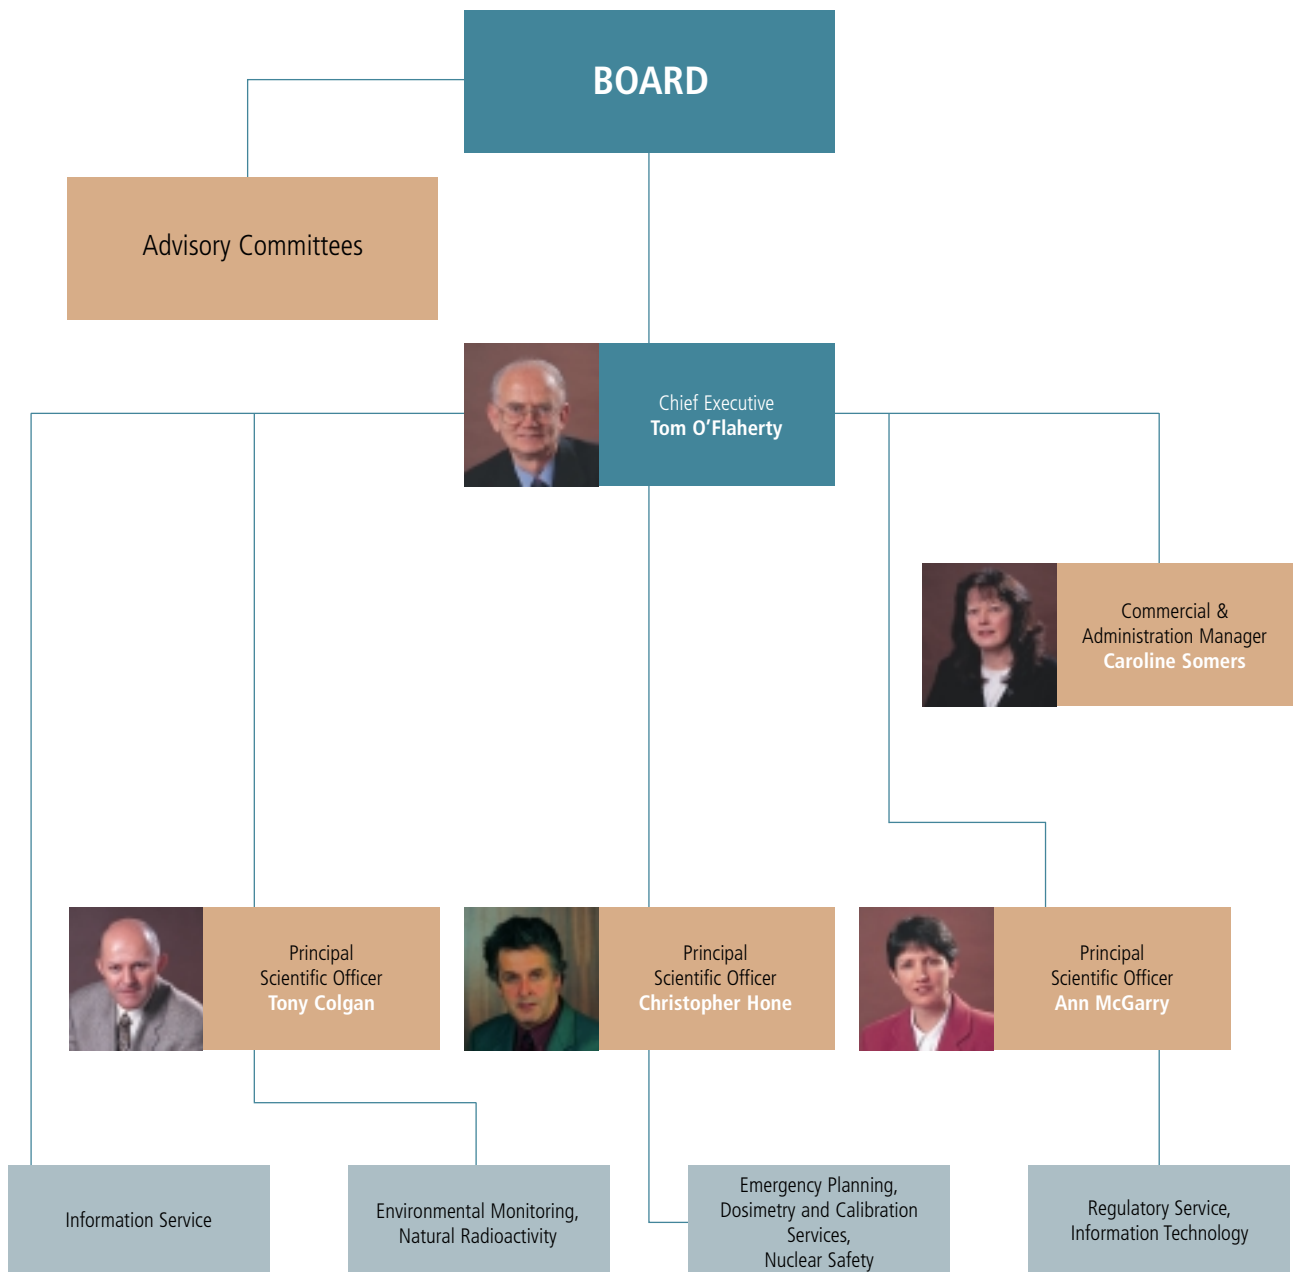 BOARD
Advisory Committees
Chief Executive
Tom O’Flaherty
Commercial &
Administration Manager
Caroline Somers
Principal
Scientific Officer
Tony Colgan
Principal
Scientific Officer
Christopher Hone
Principal
Scientific Officer
Ann McGarry
Information Service
Environmental Monitoring,
Natural Radioactivity
Emergency Planning,
Dosimetry and Calibration
Services,
Nuclear Safety
Regulatory Service,
Information Technology